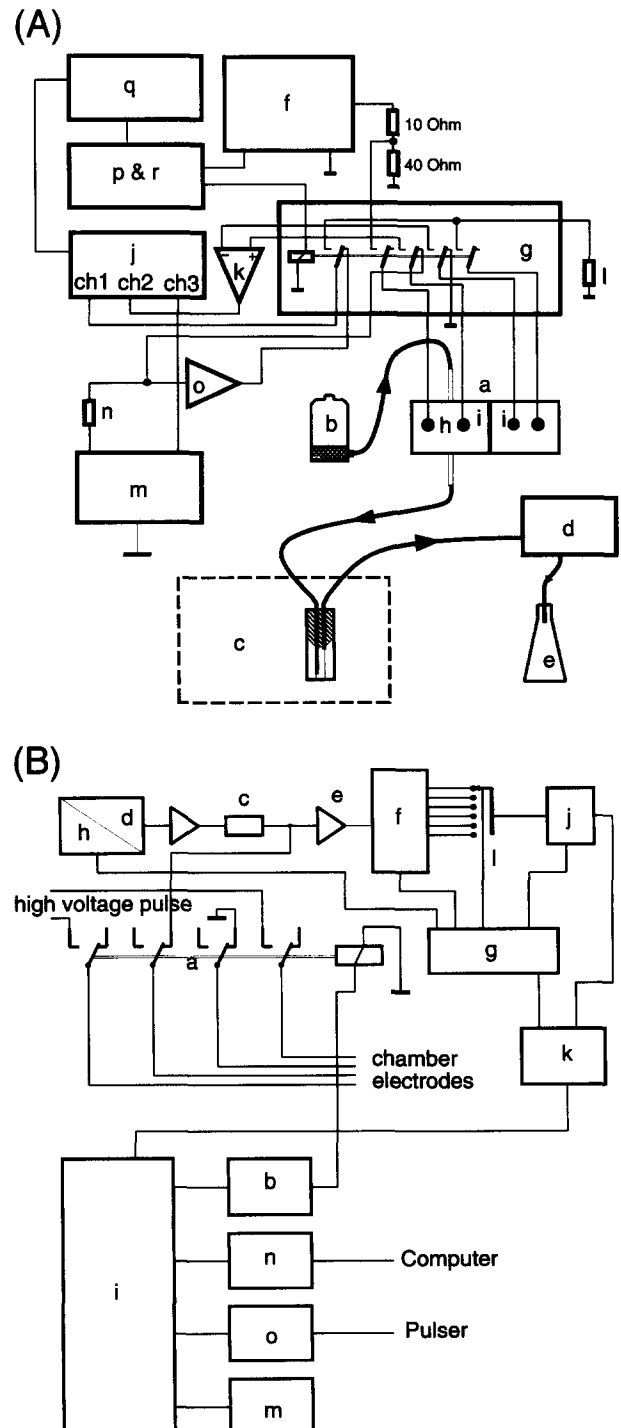 (A)
q
f
10 Ohm
40 Ohm
p & r
g
j
ch1 ch2 ch3
- +
k
l
o
a
n
b
h i i
m
d
c
e
(B)
c
e
h d
f
j
l
high voltage pulse
g
a
k
chamber
electrodes
b
i
n
Computer
o
Pulser
m